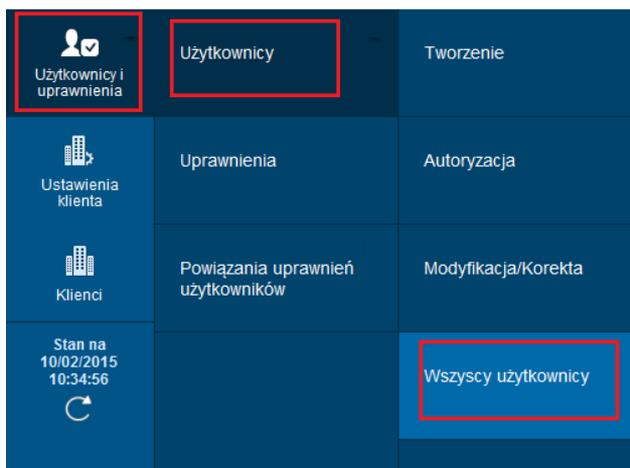 Użytkownicy i
uprawnienia
Użytkownicy
Tworzenie
Ustawienia
klienta
Uprawnienia
Autoryzacja
Klienci
Powiązania uprawnień
użytkowników
Modyfikacja/Korekta
Stan na
10/02/2015
10:34:56
Wszyscy użytkownicy